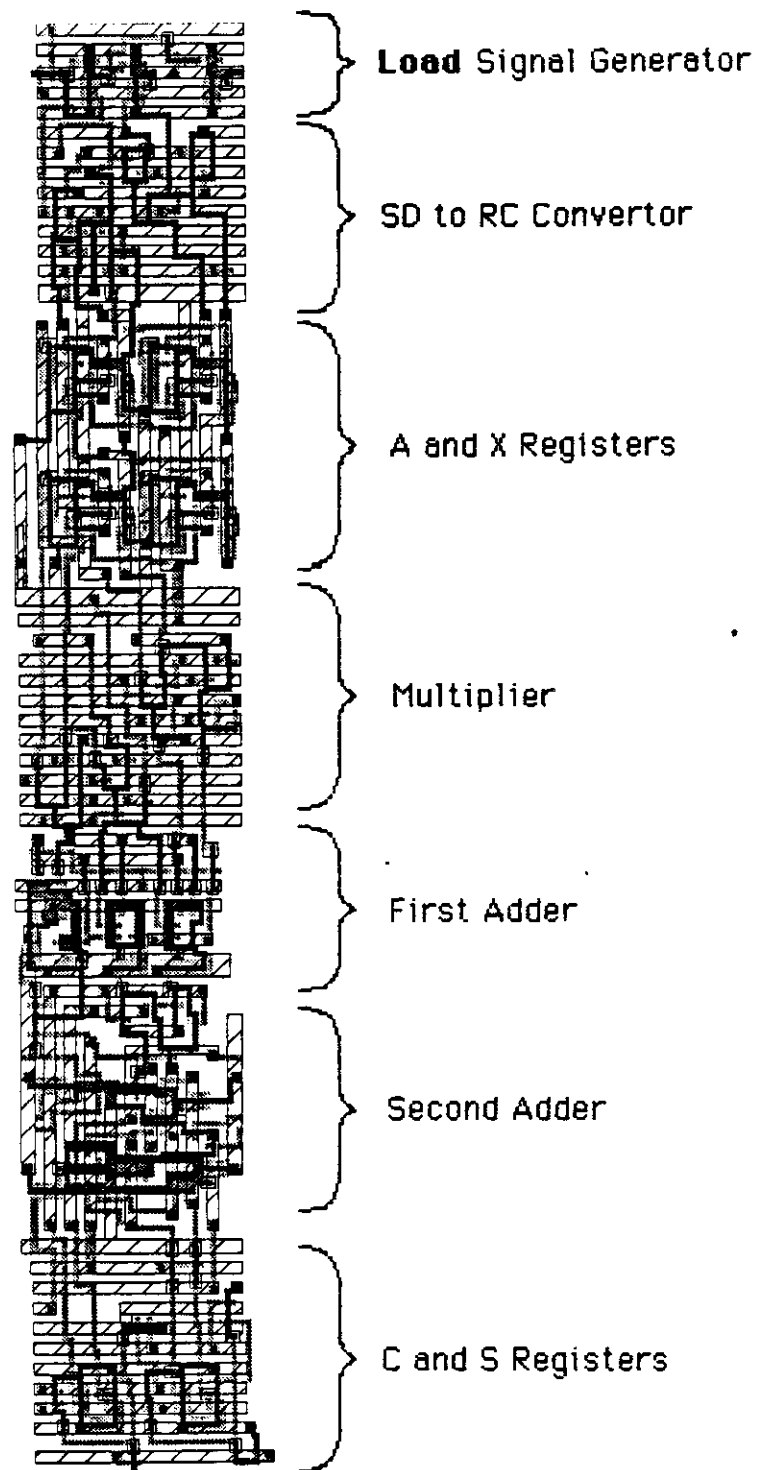 Load Signal Generator
SD to RC Convertor
A and X Registers
Multiplier
First Adder
Second Adder
C and S Registers